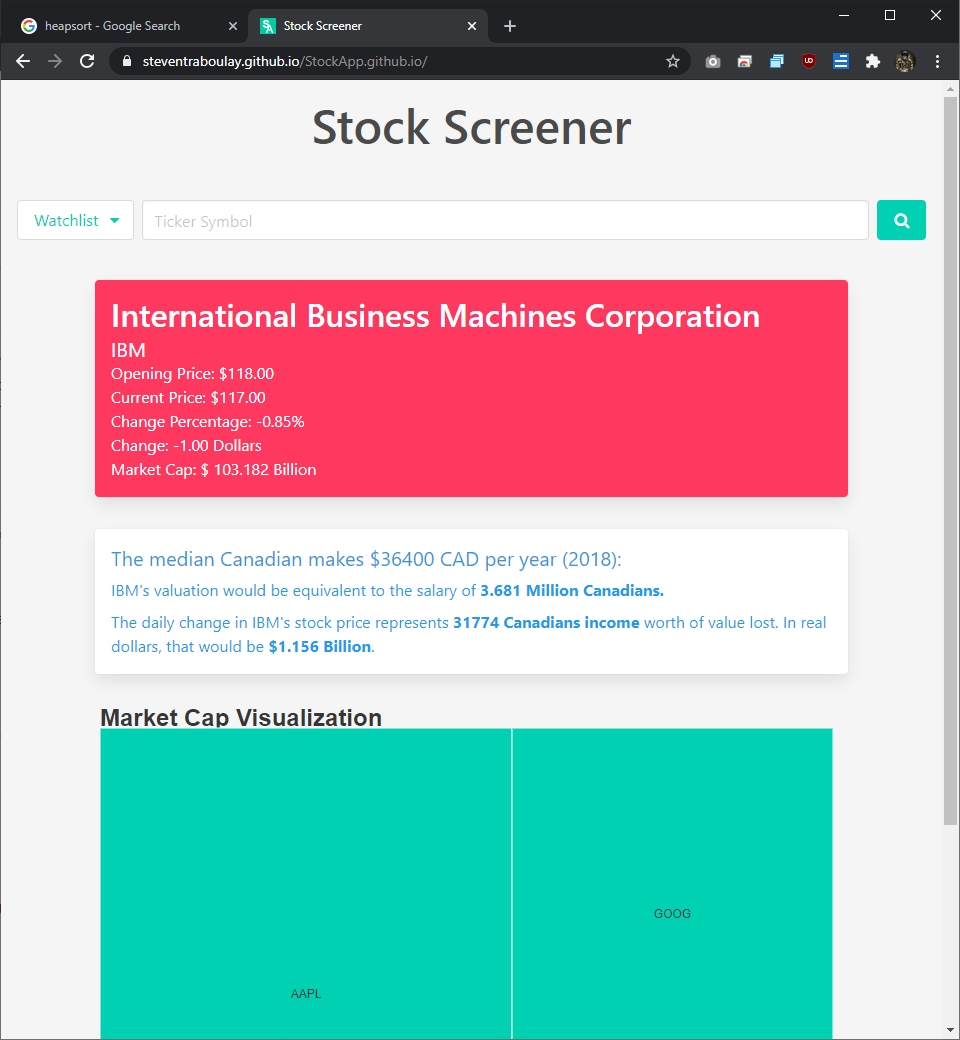 heapsort - Google Search
Stock Screener
steventraboulay.github.io/StockApp.github.io/
Stock Screener
Watchlist
Ticker Symbol
International Business Machines Corporation
IBM
Opening Price: $118.00
Current Price: $117.00
Change Percentage: -0.85%
Change: -1.00 Dollars
Market Cap: $ 103.182 Billion
The median Canadian makes $36400 CAD per year (2018):
IBM's valuation would be equivalent to the salary of 3.681 Million Canadians.
The daily change in IBM's stock price represents 31774 Canadians income worth of value lost. In real
dollars, that would be $1.156 Billion.
Market Cap Visualization
GOOG
AAPL